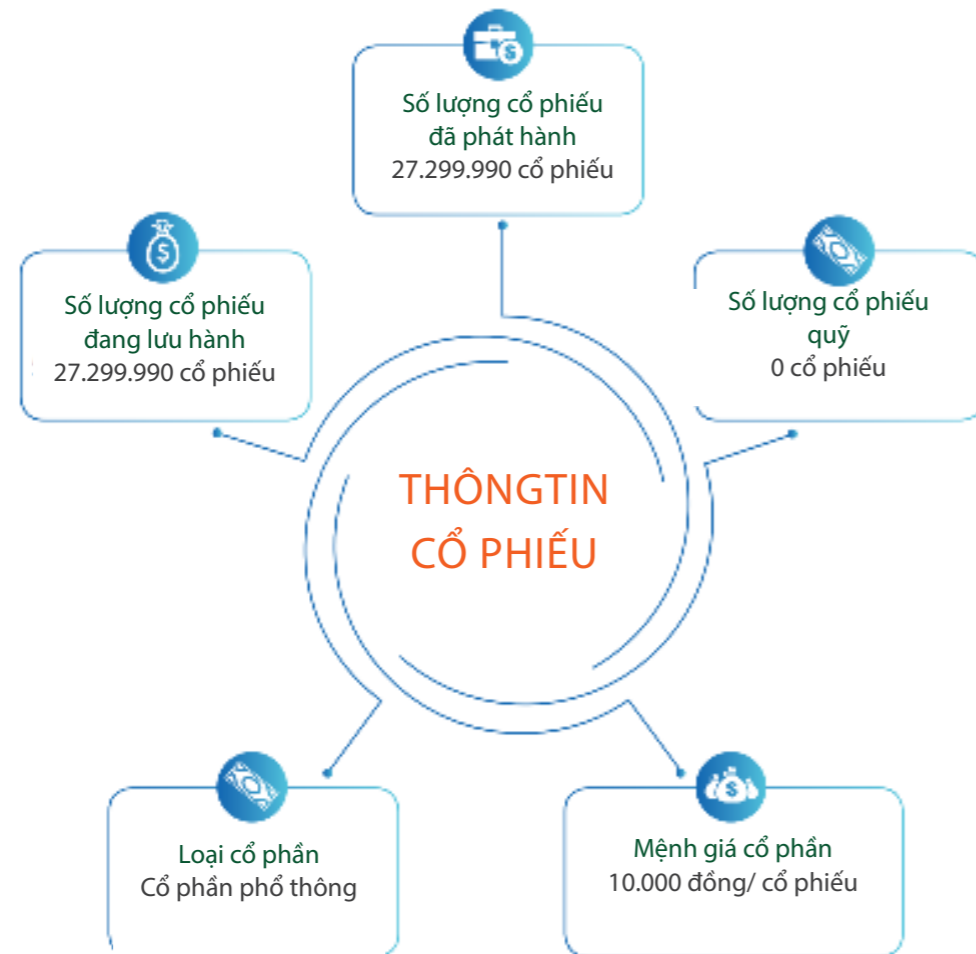 Số lượng cổ phiếu
đã phát hành
27.299.990 cổ phiếu
Số lượng cổ phiếu
đang lưu hành
27.299.990 cổ phiếu
Số lượng cổ phiếu
quỹ
0 cổ phiếu
THÔNGTIN
CỔ PHIẾU
Loại cổ phần
Cổ phần phổ thông
Mệnh giá cổ phần
10.000 đồng/ cổ phiếu